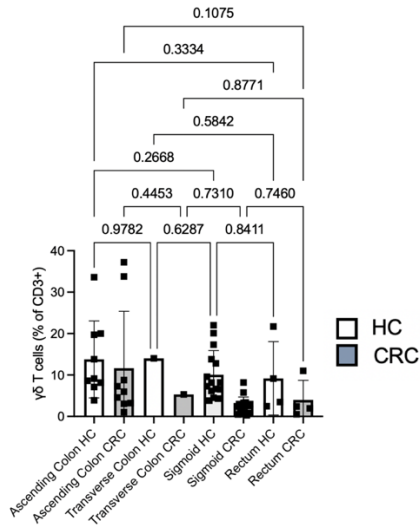 0.1075
0.3334
0.8771
0.5842
0.2668
0.4453 0.7310 0.7460
0.9782 0.6287 0.8411
γδ T cells (% of CD3+)
40
30
20
10
0
HC
CRC
Ascending Colon HC
Ascending Colon CRC
Transverse Colon HC
Transverse Colon CRC
Sigmoid HC
Sigmoid CRC
Rectum HC
Rectum CRC